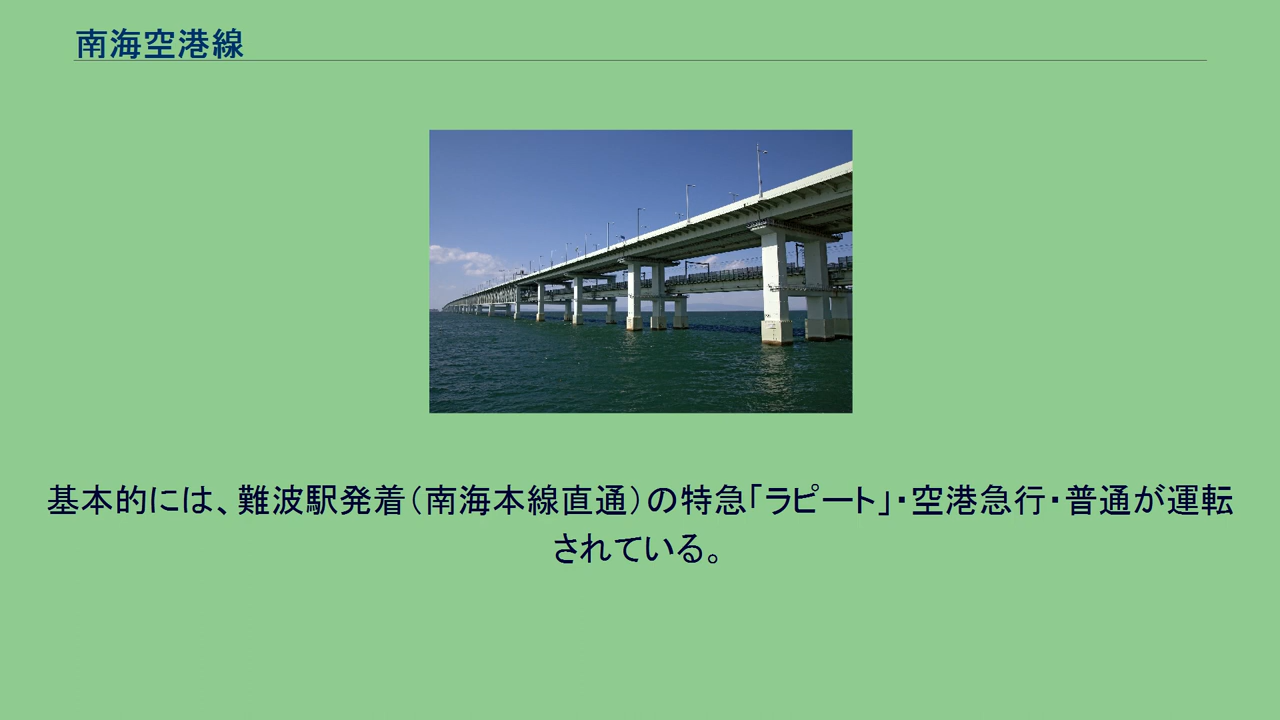 南海空港線
基本的には、難波駅発着(南海本線直通)の特急「ラピート」・空港急行・普通が運転
されている。